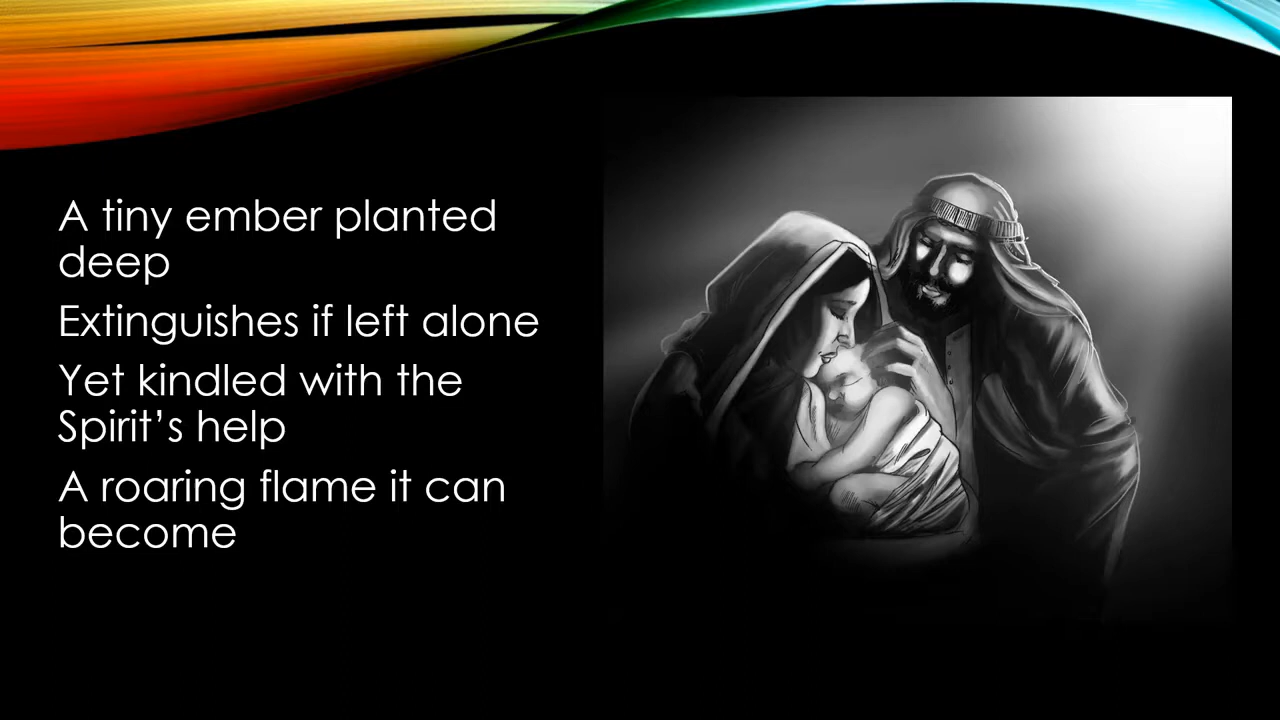 A tiny ember planted
deep
Extinguishes if left alone
Yet kindled with the
Spirit’s help
A roaring flame it can
become